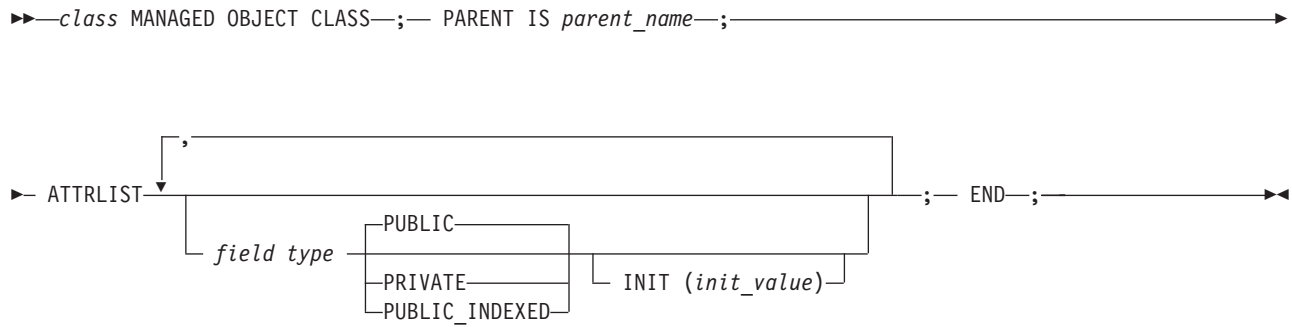 class MANAGED OBJECT CLASS ; PARENT IS parent_name ;
,
ATTRLIST ; END ;
PUBLIC
field type
PRIVATE INIT (init_value)
PUBLIC_INDEXED